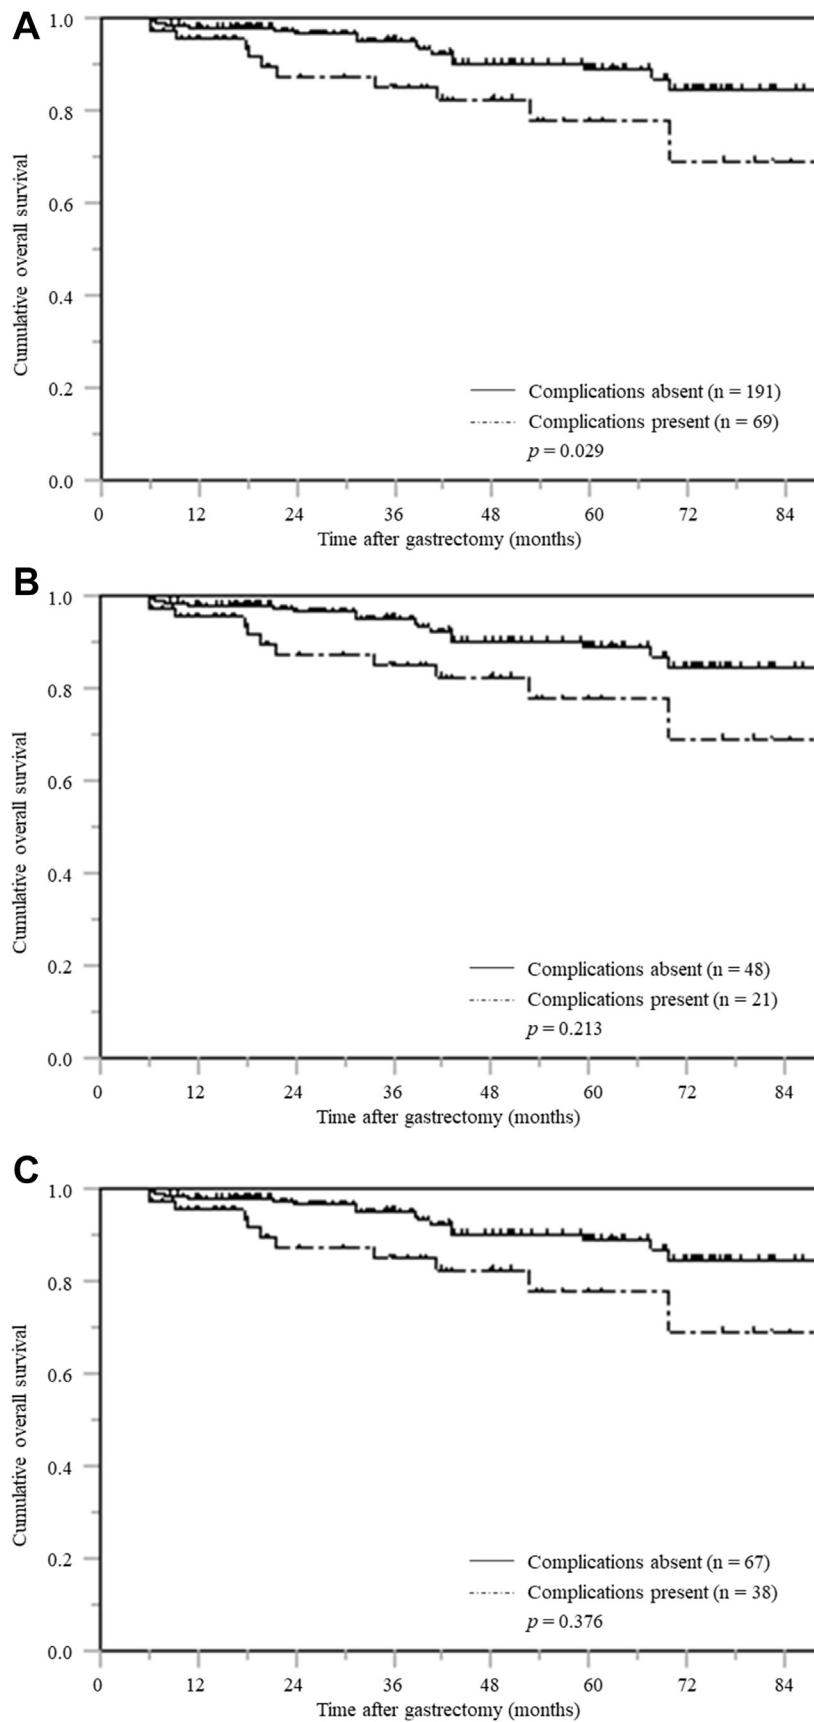 A
Cumulative overall survival
1.0
0.8
0.6
0.4
0.2
0.0
Complications absent (n = 191)
Complications present (n = 69)
p = 0.029
0 12 24 36 48 60 72 84
Time after gastrectomy (months)
B
Cumulative overall survival
1.0
0.8
0.6
0.4
0.2
0.0
Complications absent (n = 48)
Complications present (n = 21)
p = 0.213
0 12 24 36 48 60 72 84
Time after gastrectomy (months)
C
Cumulative overall survival
1.0
0.8
0.6
0.4
0.2
0.0
Complications absent (n = 67)
Complications present (n = 38)
p = 0.376
0 12 24 36 48 60 72 84
Time after gastrectomy (months)